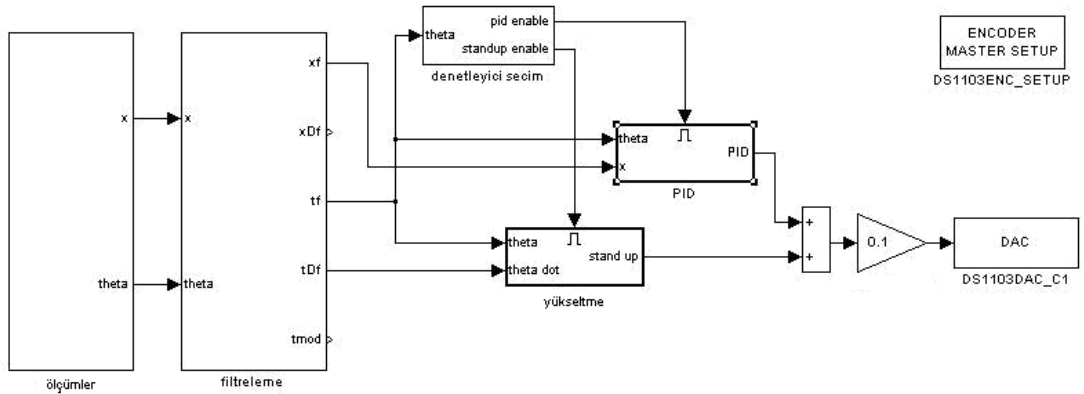 pid enable
theta
standup enable
denetleyici secim
ENCODER
MASTER SETUP
DS1103ENC_SETUP
x
theta
ölçümler
x
theta
xf
xDf
tf
tDf
tmod
filtreleme
theta
x
PID
PID
theta
theta dot
stand up
yükseltme
+
+
0.1
DAC
DS1103DAC_C1